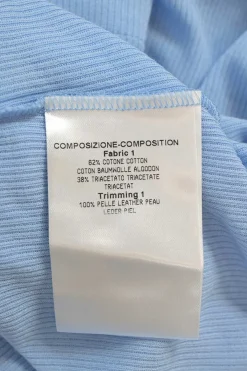 COMPOSIZIONE-COMPOSITION
Fabric 1
62% COTONE COTTON
COTON BAUMWOLLE ALGODON
38% TRIACETATO TRIACETATE
TRIACETAT
Trimming 1
100% PELLE LEATHER PEAU
LEDER PIEL